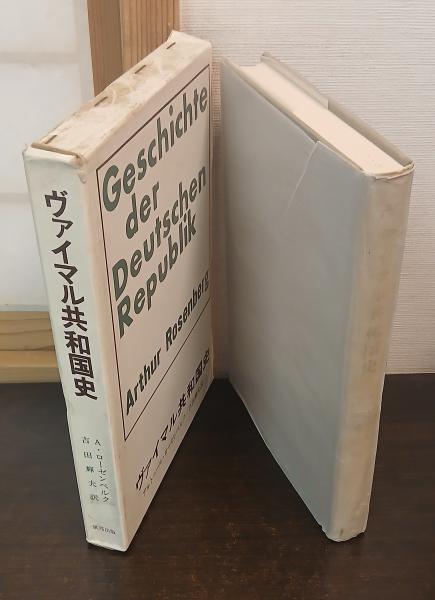 ヴァイマル共和国史
A・ローゼンベルク
吉田輝夫訳
Geschichte
der
Deutschen
Republik
Arthur Rosenberg
ヴァイマル共和国史